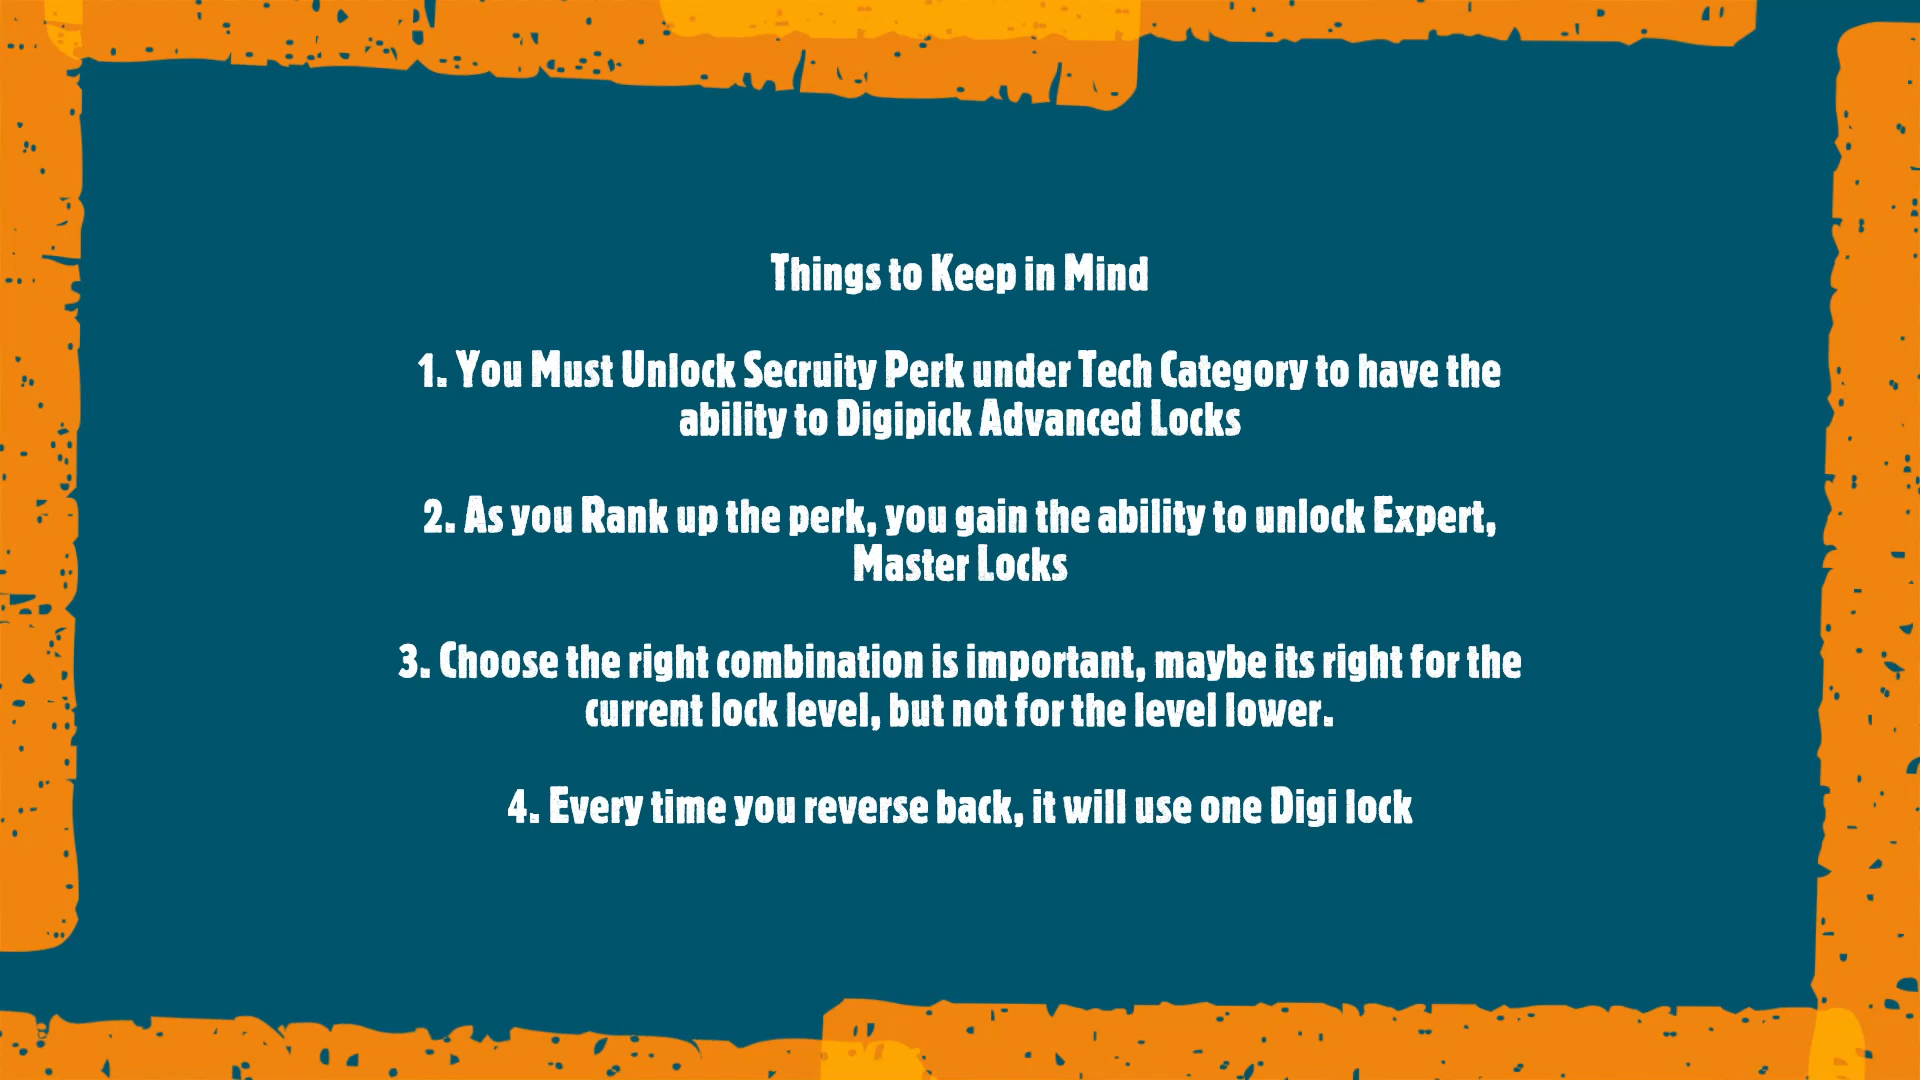 Things to Keep in Mind
1. You Must Unlock Secruity Perk under Tech Category to have the
ability to Digipick Advanced Locks
2. As you Rank up the perk, you gain the ability to unlock Expert,
Master Locks
3. Choose the right combination is important, maybe its right for the
current lock level, but not for the level lower.
4. Every time you reverse back, it will use one Digi lock